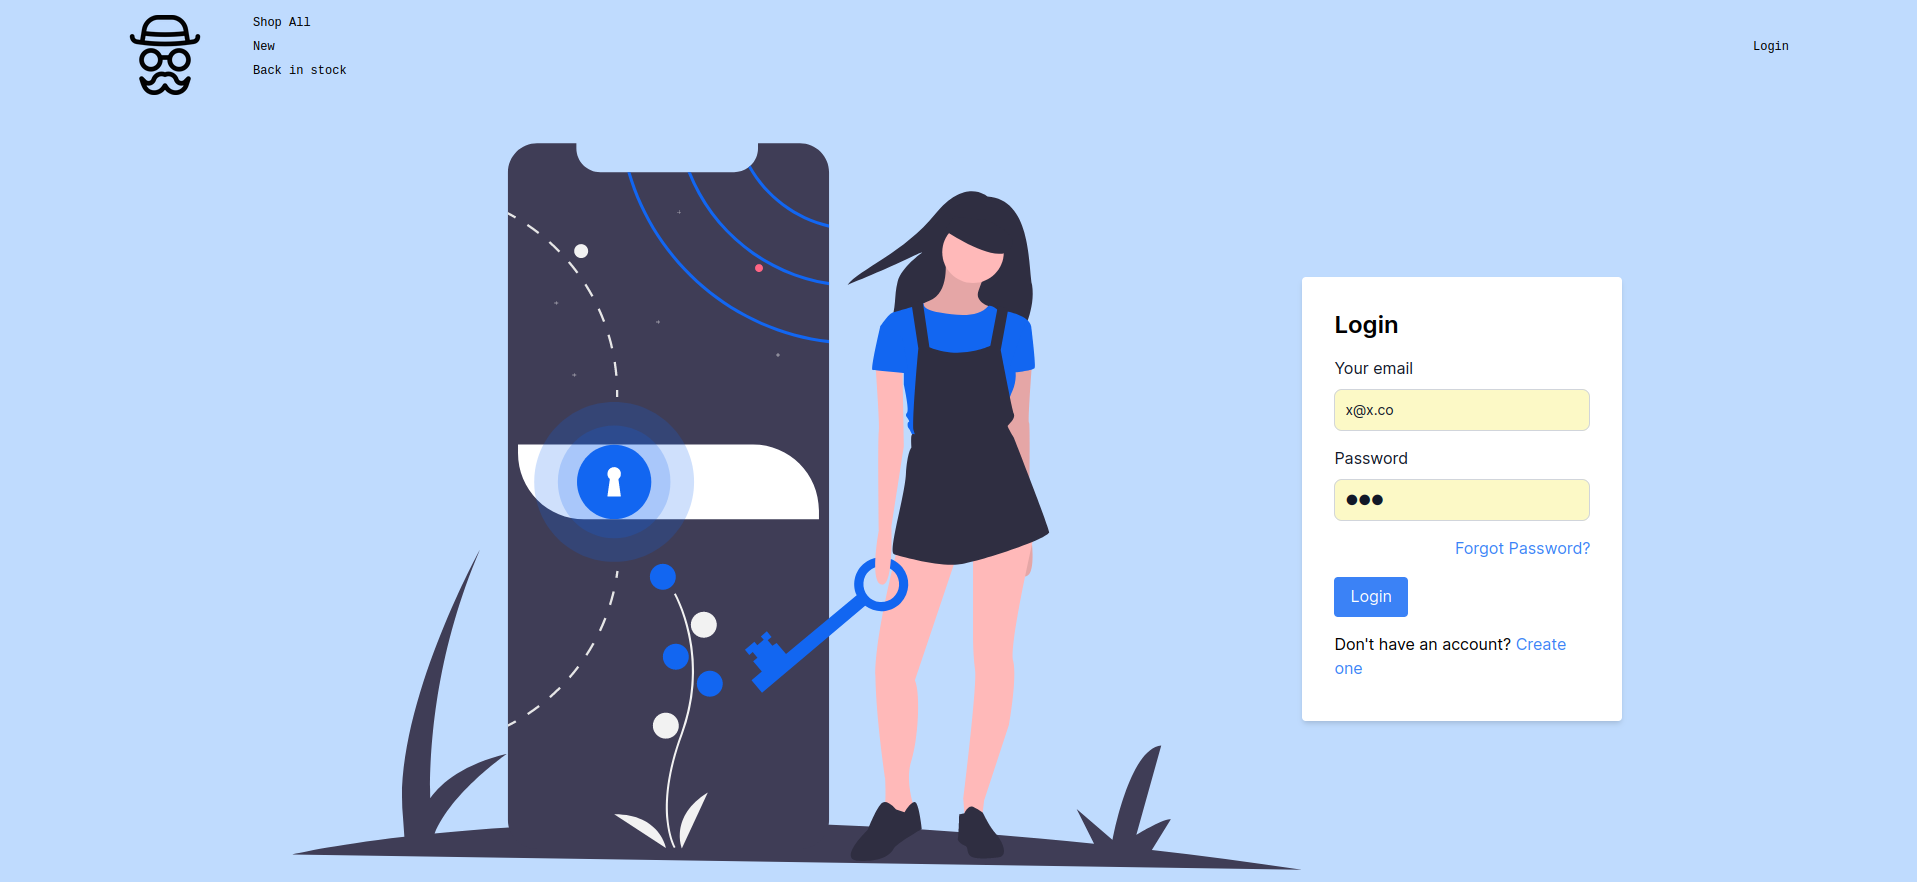 Shop All
New
Back in stock
Login
Login
Your email
x@x.co
Password
●●●
Forgot Password?
Login
Don't have an account? Create
one